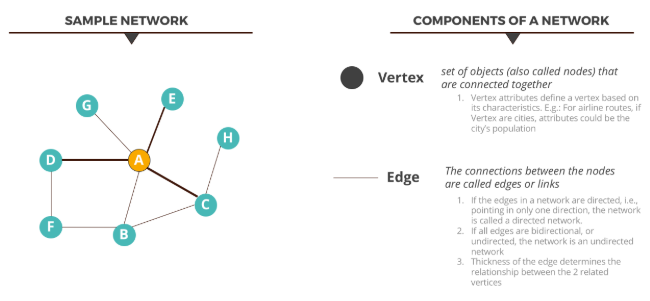 SAMPLE NETWORK
G
E
H
D
A
C
F
B
COMPONENTS OF A NETWORK
Vertex
set of objects (also called nodes) that
are connected together
1. Vertex attributes define a vertex based on
its characteristics. E.g.: For airline routes, if
Vertex are cities, attributes could be the
city's population
Edge
The connections between the nodes
are called edges or links
1. If the edges in a network are directed, i.e.,
pointing in only one direction, the network
is called a directed network.
2. If all edges are bidirectional, or
undirected, the network is an undirected
network
3. Thickness of the edge determines the
relationship between the 2 related
vertices